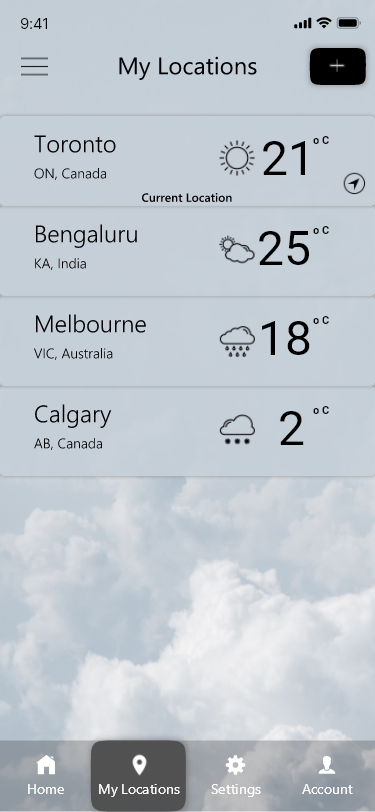 9:41
My Locations
+
Toronto
ON, Canada
21°C
Current Location
Bengaluru
KA, India
25°C
Melbourne
VIC, Australia
18°C
Calgary
AB, Canada
2°C
Home
My Locations
Settings
Account